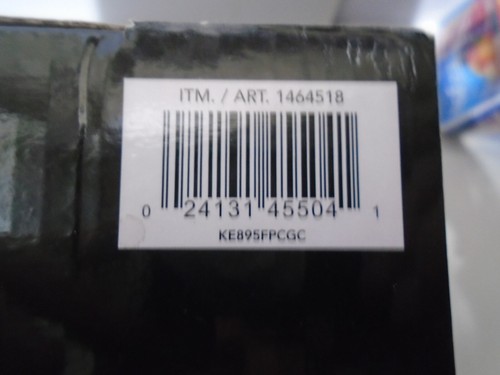 ITM. / ART. 1464518
0 24131 45504 1
KE895FPCGC